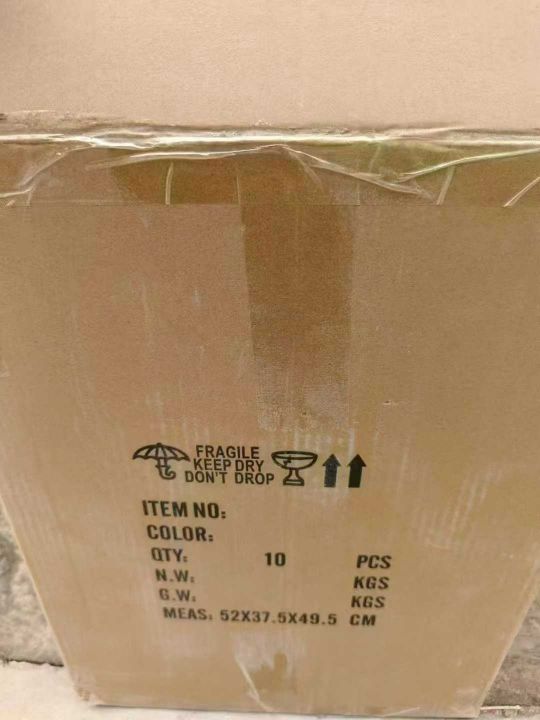 FRAGILE
KEEP DRY
DON'T DROP
ITEM NO:
COLOR:
QTY: 10 PCS
N.W: KGS
G.W: KGS
MEAS: 52X37.5X49.5 CM